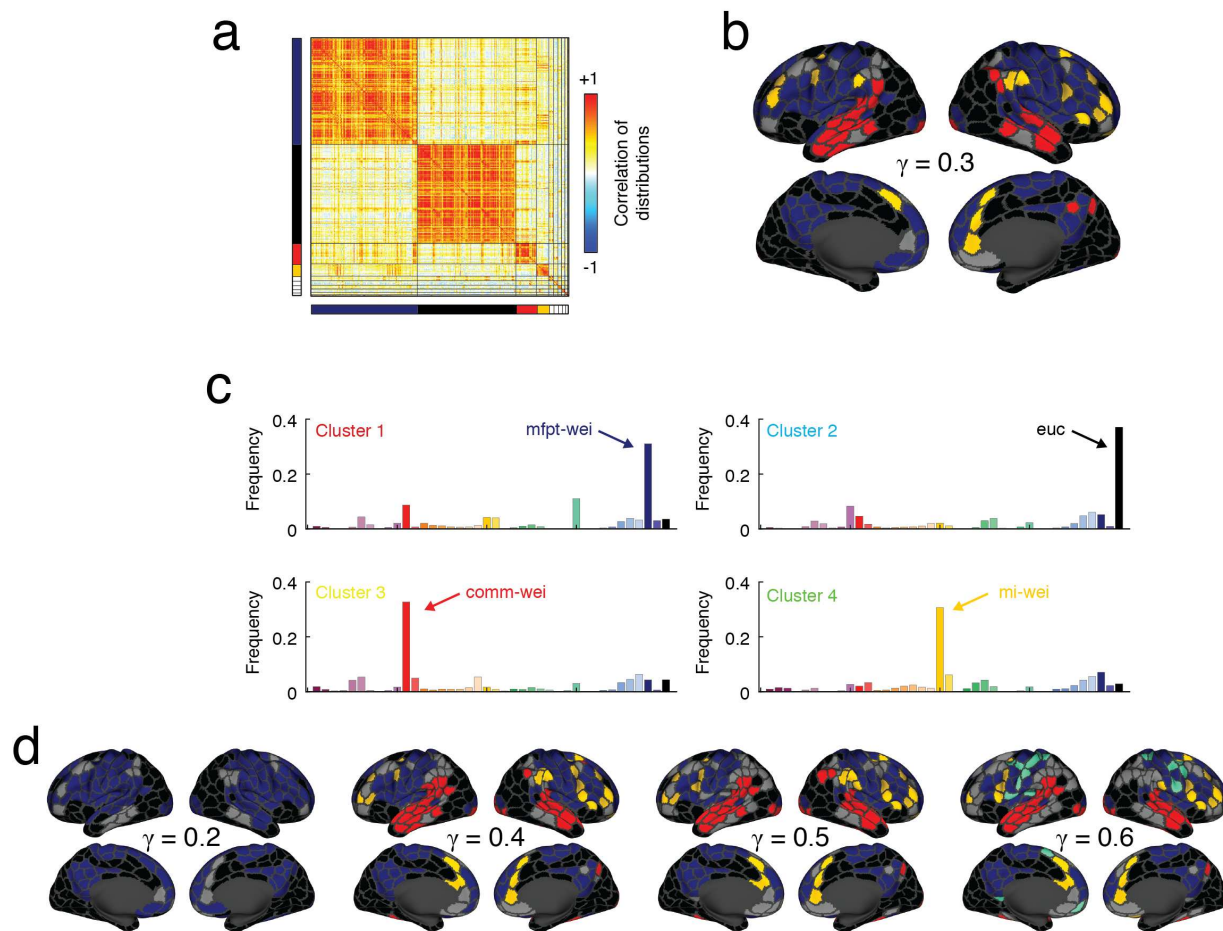 a
+1
Correlation of
distributions
-1
b
γ = 0.3
c
0.4
0.2
0
Frequency
Cluster 1
mfpt-wei
0.4
0.2
0
Frequency
Cluster 2
euc
0.4
0.2
0
Frequency
Cluster 3
comm-wei
0.4
0.2
0
Frequency
Cluster 4
mi-wei
d
γ = 0.2
γ = 0.4
γ = 0.5
γ = 0.6